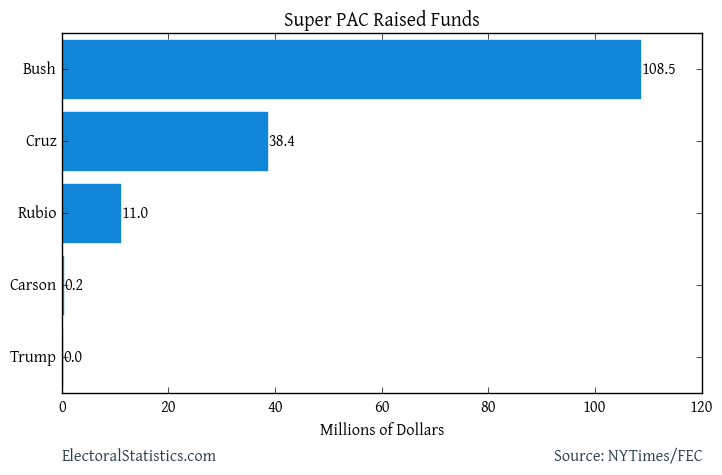 Super PAC Raised Funds
Bush 108.5
Cruz 38.4
Rubio 11.0
Carson 0.2
Trump 0.0
0 20 40 60 80 100 120
Millions of Dollars
ElectoralStatistics.com Source: NYTimes/FEC